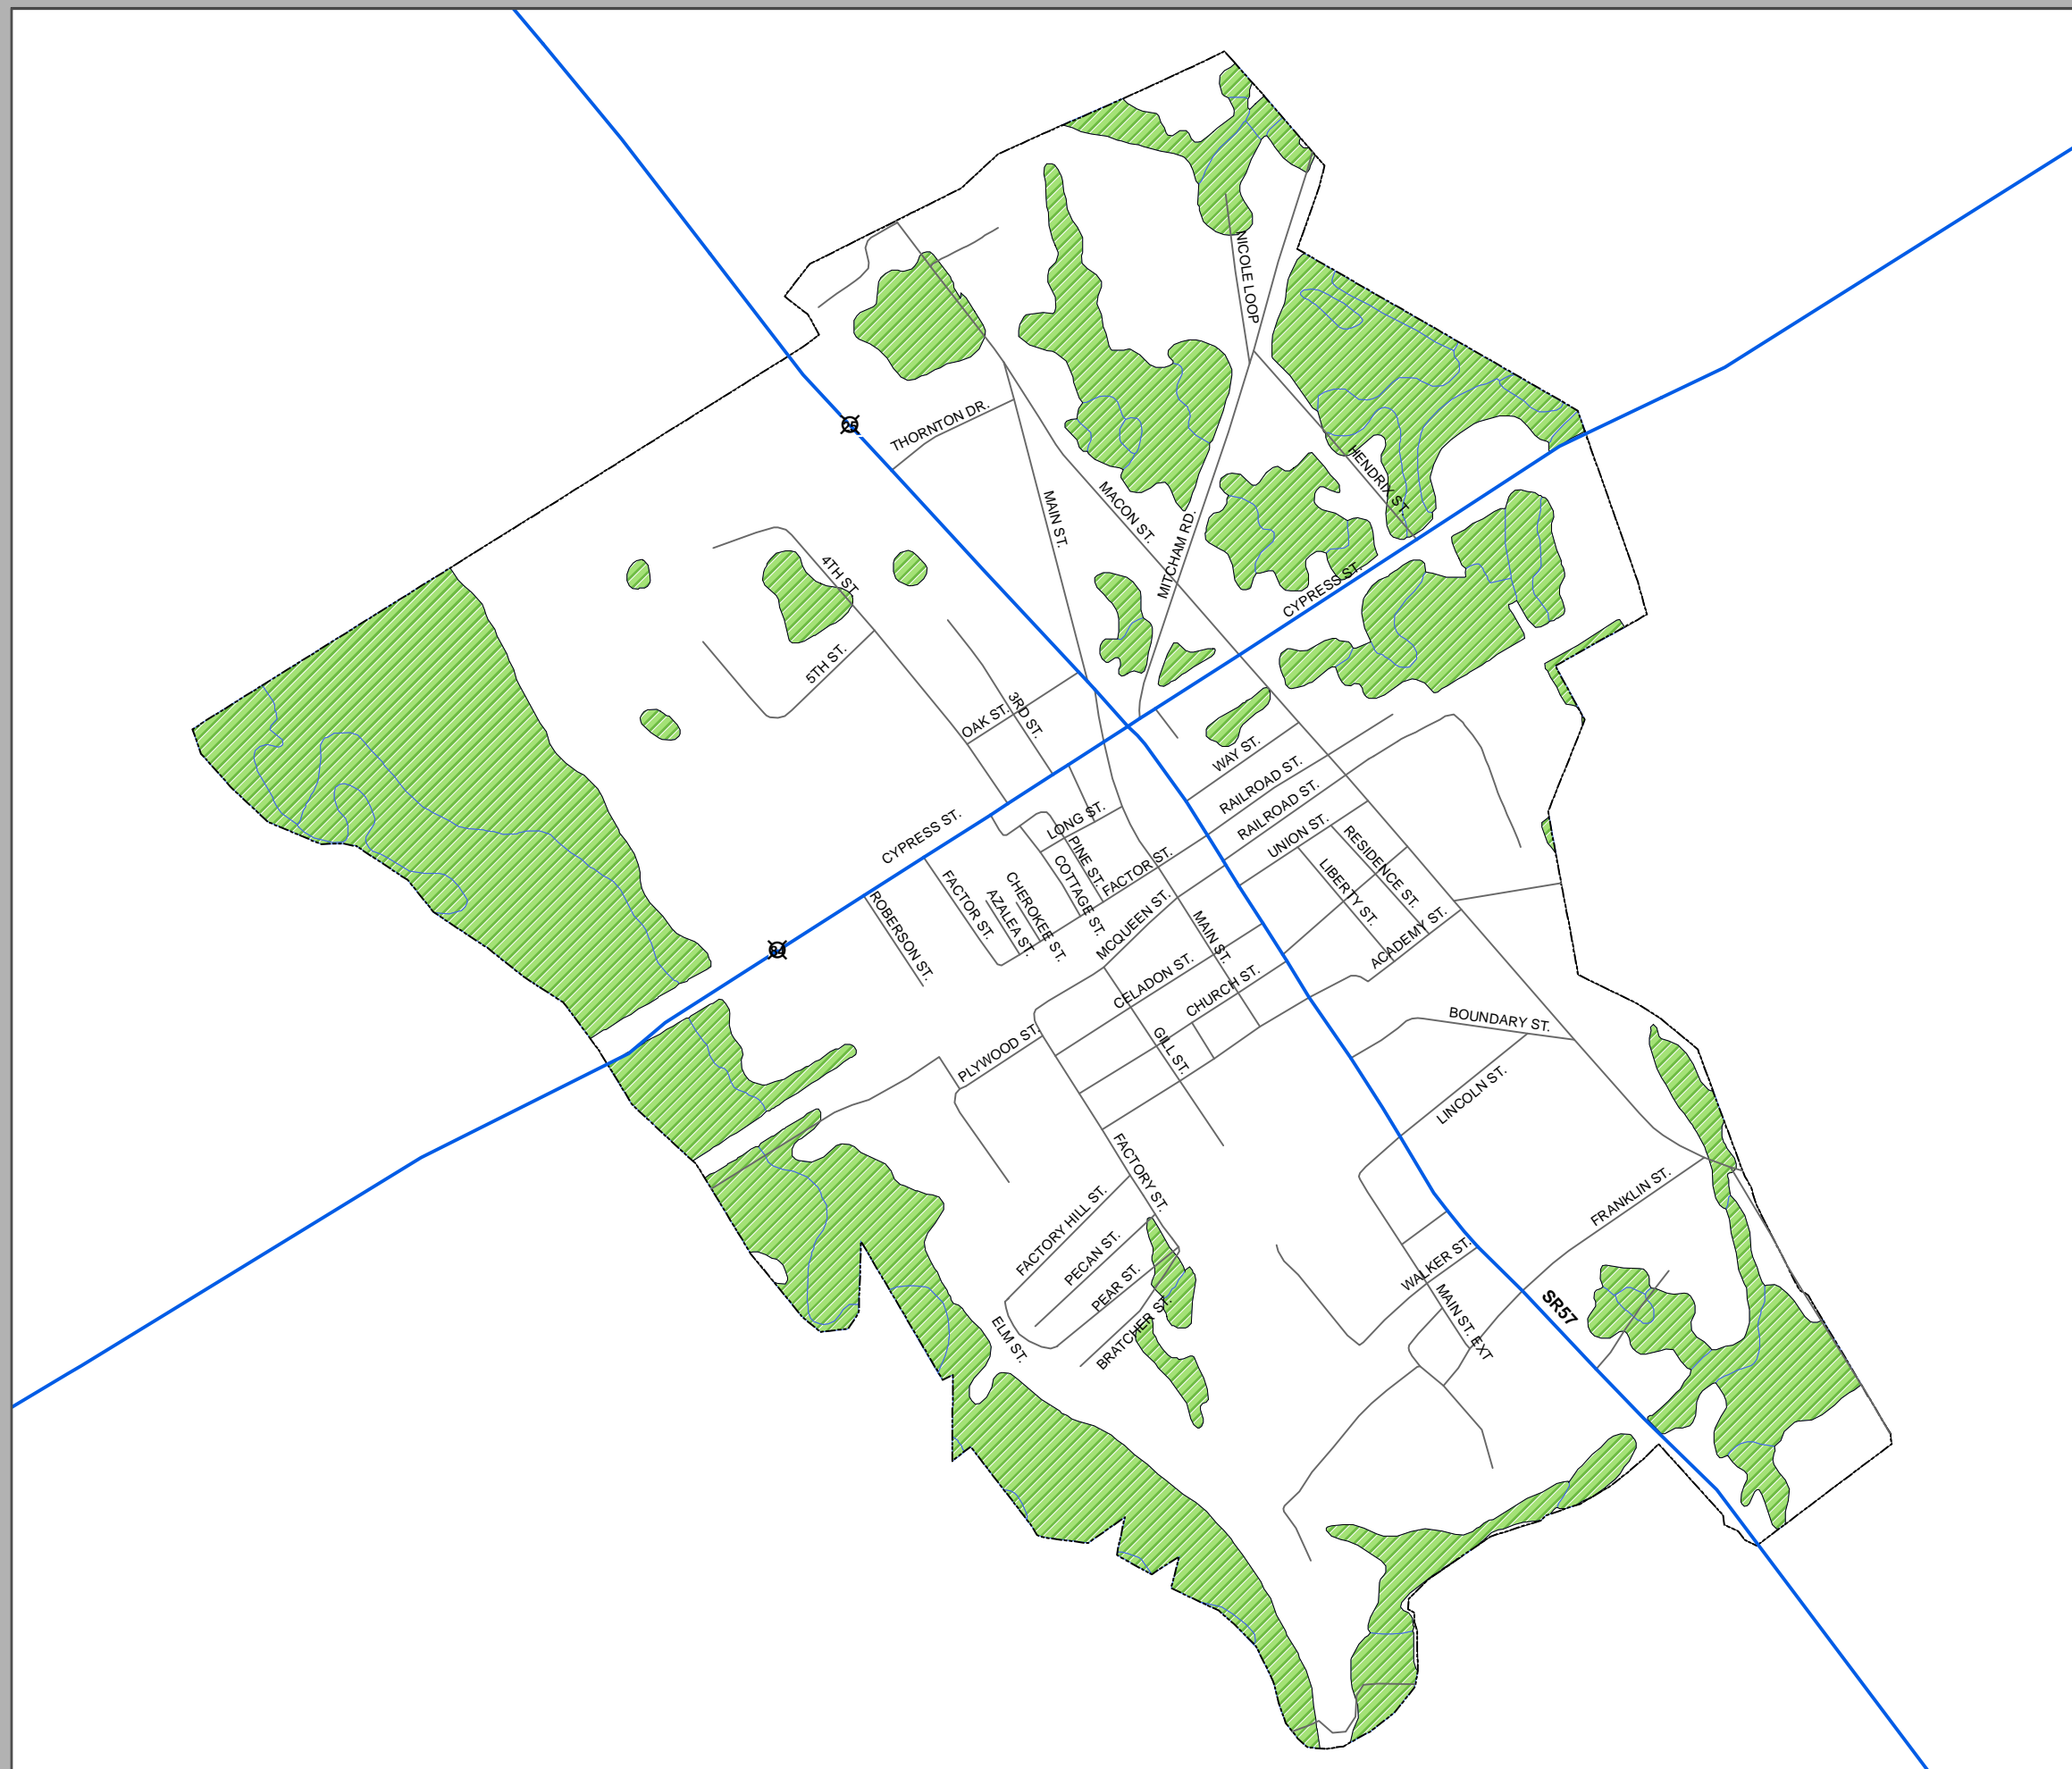 NICOLE LOOP
THORNTON DR.
HENDRIX ST.
MAIN ST.
MACON ST.
MITCHAM RD.
CYPRESS ST.
4TH ST.
5TH ST.
OAK ST.
3RD ST.
WAY ST.
RAILROAD ST.
RAILROAD ST.
UNION ST.
LONG ST.
CYPRESS ST.
PINE ST.
FACTOR ST.
COTTAGE ST.
CHEROKEE ST.
AZALEA ST.
FACTOR ST.
ROBERSON ST.
RESIDENCE ST.
LIBERTY ST.
ACADEMY ST.
MCQUEEN ST.
MAIN ST.
CELADON ST.
CHURCH ST.
GILL ST.
PLYWOOD ST.
BOUNDARY ST.
LINCOLN ST.
FACTORY ST.
FACTORY HILL ST.
PECAN ST.
PEAR ST.
BRATCHER ST.
ELM ST.
FRANKLIN ST.
WALKER ST.
MAIN ST. EXT
SR57